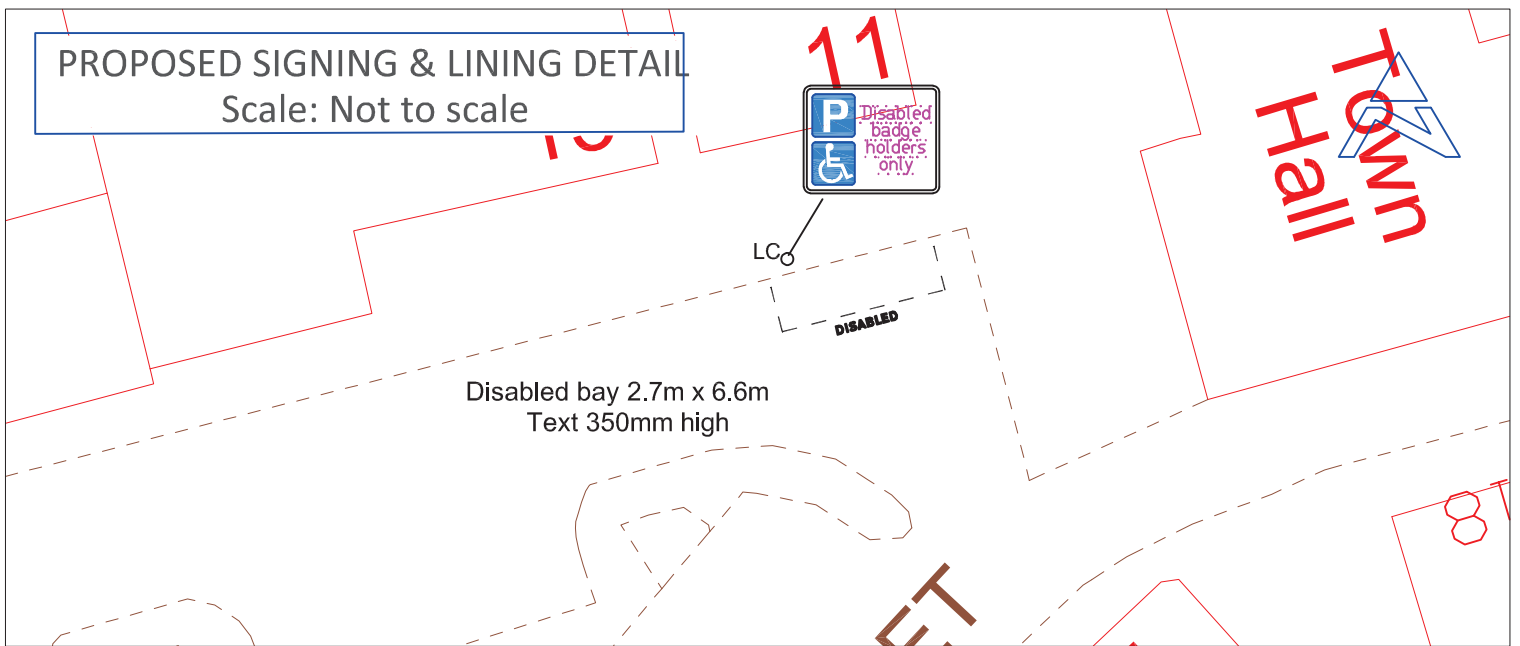 PROPOSED SIGNING & LINING DETAIL
Scale: Not to scale
11
P
Disabled
badge
holders
only
Town
Hall
LC
DISABLED
Disabled bay 2.7m x 6.6m
Text 350mm high
8
ET